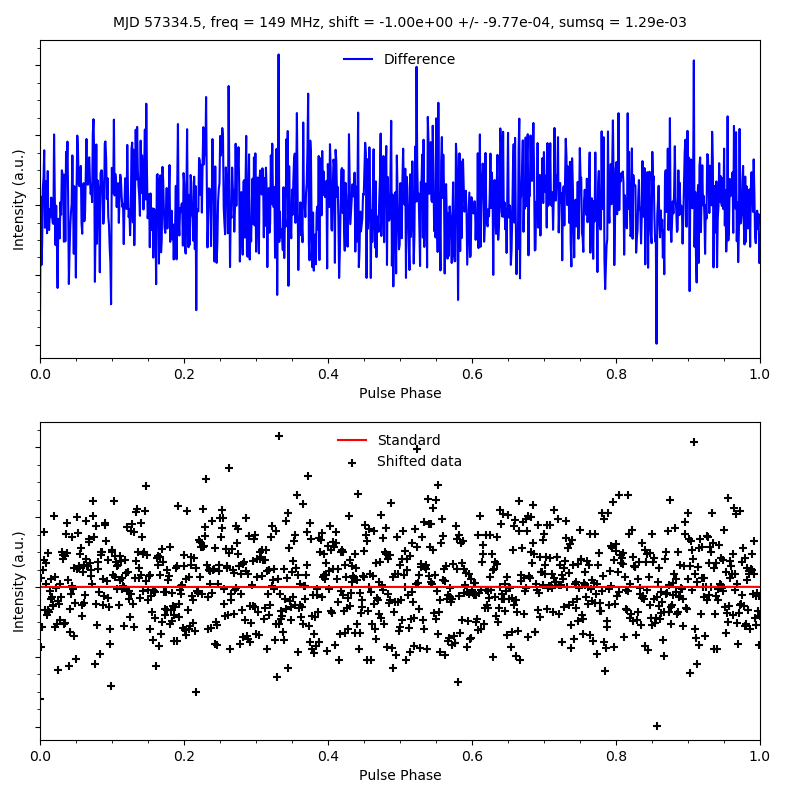 MJD 57334.5, freq = 149 MHz, shift = -1.00e+00 +/- -9.77e-04, sumsq = 1.29e-03
Difference
Intensity (a.u.)
0.0 0.2 0.4 0.6 0.8 1.0
Pulse Phase
Standard
Shifted data
Intensity (a.u.)
0.0 0.2 0.4 0.6 0.8 1.0
Pulse Phase